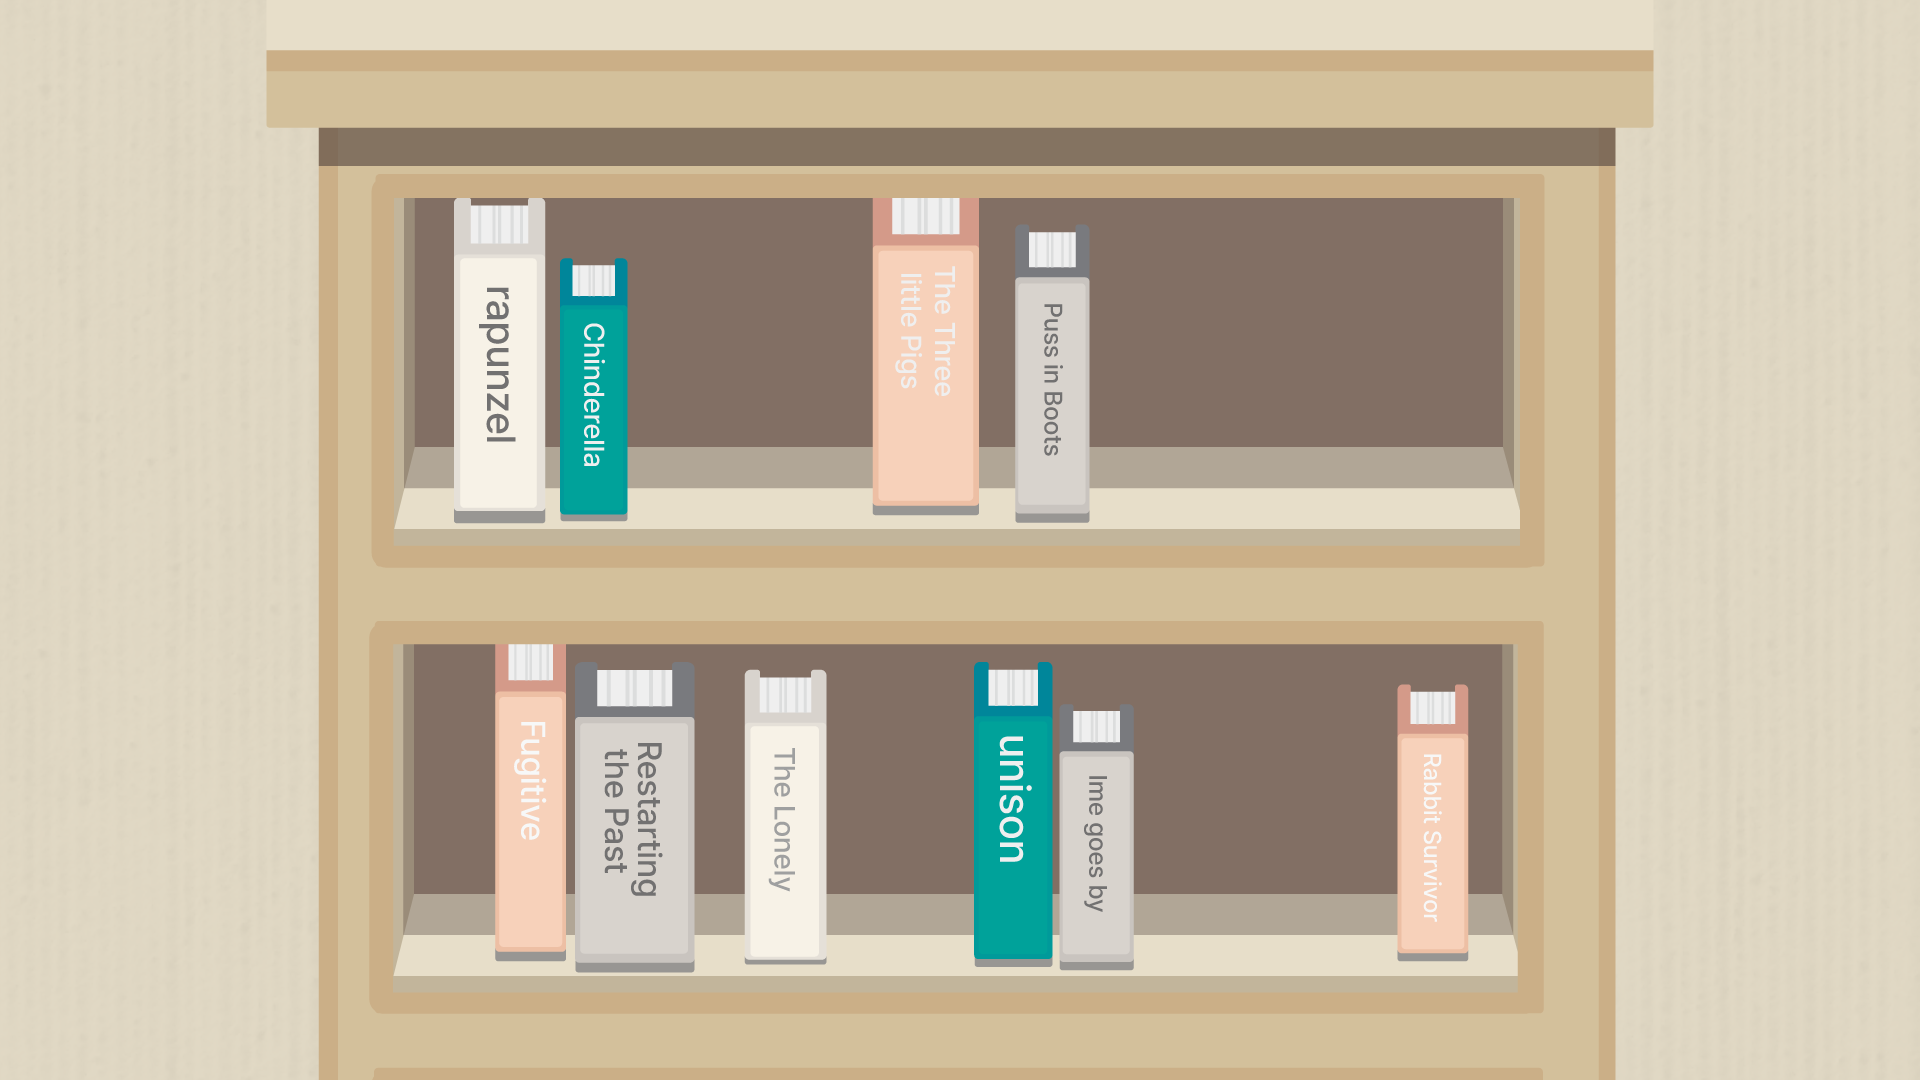 rapunzel
Chinderella
The Three
little Pigs
Puss in Boots
Fugitive
Restarting
the Past
The Lonely
unison
Ime goes by
Rabbit Survivor